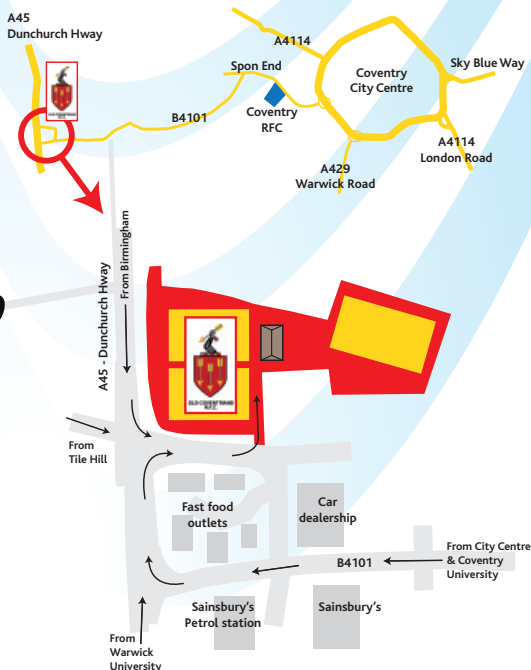 A45
Dunchurch Hway
A4114
Spon End
Sky Blue Way
Coventry
City Centre
Coventry
RFC
B4101
A4114
London Road
A429
Warwick Road
A45 - Dunchurch Hway
From Birmingham
OLD COVENTRIANS
R.F.C.
From
Tile Hill
Fast food
outlets
Car
dealership
From City Centre
& Coventry
University
B4101
Sainsbury's
Petrol station
Sainsbury's
From
Warwick
University